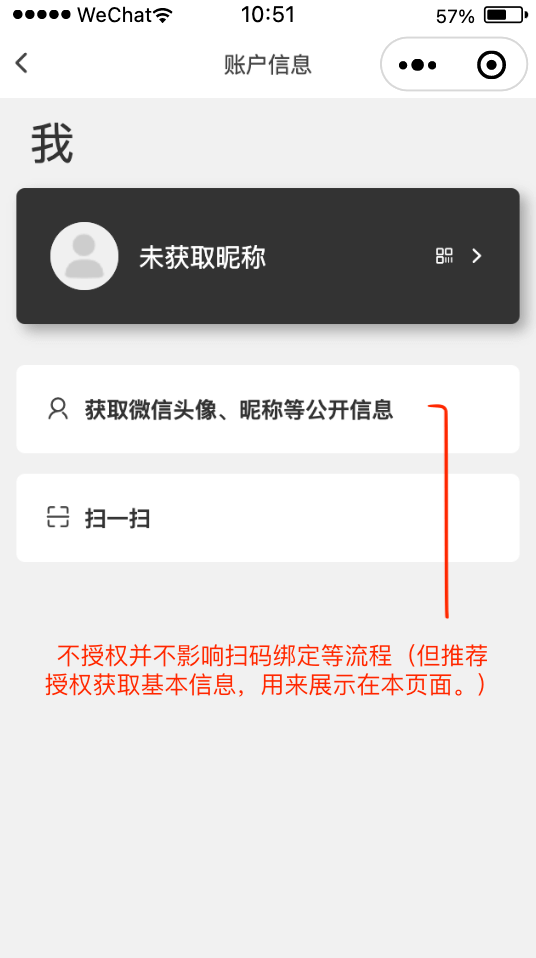 WeChat 10:51 57%
账户信息
我
未获取昵称
获取微信头像、昵称等公开信息
扫一扫
不授权并不影响扫码绑定等流程（但推荐
授权获取基本信息，用来展示在本页面。）